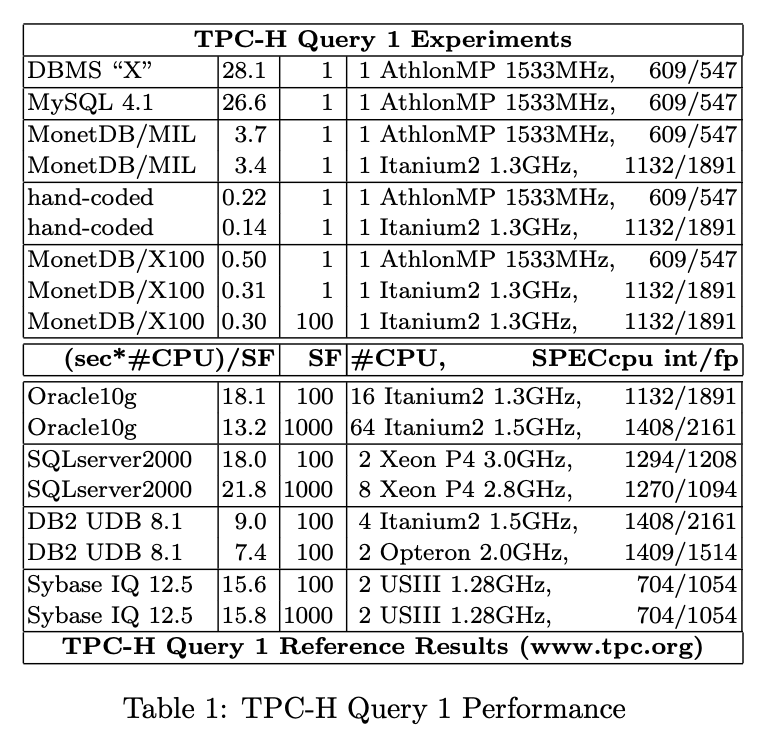 TPC-H Query 1 Experiments
DBMS “X” 28.1 1 1 AthlonMP 1533MHz, 609/547
MySQL 4.1 26.6 1 1 AthlonMP 1533MHz, 609/547
MonetDB/MIL 3.7 1 1 AthlonMP 1533MHz, 609/547
MonetDB/MIL 3.4 1 1 Itanium2 1.3GHz, 1132/1891
hand-coded 0.22 1 1 AthlonMP 1533MHz, 609/547
hand-coded 0.14 1 1 Itanium2 1.3GHz, 1132/1891
MonetDB/X100 0.50 1 1 AthlonMP 1533MHz, 609/547
MonetDB/X100 0.31 1 1 Itanium2 1.3GHz, 1132/1891
MonetDB/X100 0.30 100 1 Itanium2 1.3GHz, 1132/1891
(sec*#CPU)/SF SF #CPU, SPECcpu int/fp
Oracle10g 18.1 100 16 Itanium2 1.3GHz, 1132/1891
Oracle10g 13.2 1000 64 Itanium2 1.5GHz, 1408/2161
SQLserver2000 18.0 100 2 Xeon P4 3.0GHz, 1294/1208
SQLserver2000 21.8 1000 8 Xeon P4 2.8GHz, 1270/1094
DB2 UDB 8.1 9.0 100 4 Itanium2 1.5GHz, 1408/2161
DB2 UDB 8.1 7.4 100 2 Opteron 2.0GHz, 1409/1514
Sybase IQ 12.5 15.6 100 2 USIII 1.28GHz, 704/1054
Sybase IQ 12.5 15.8 1000 2 USIII 1.28GHz, 704/1054
TPC-H Query 1 Reference Results (www.tpc.org)
Table 1: TPC-H Query 1 Performance